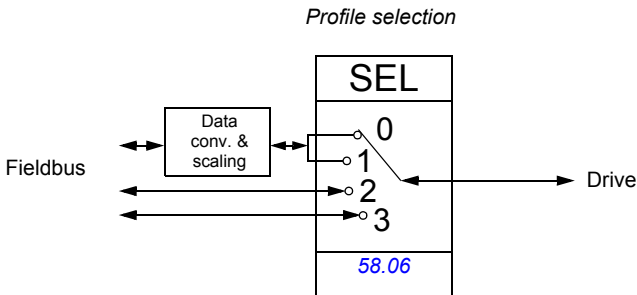 Profile selection
SEL
Data
conv. &
scaling
0
1
2
3
Fieldbus
Drive
58.06